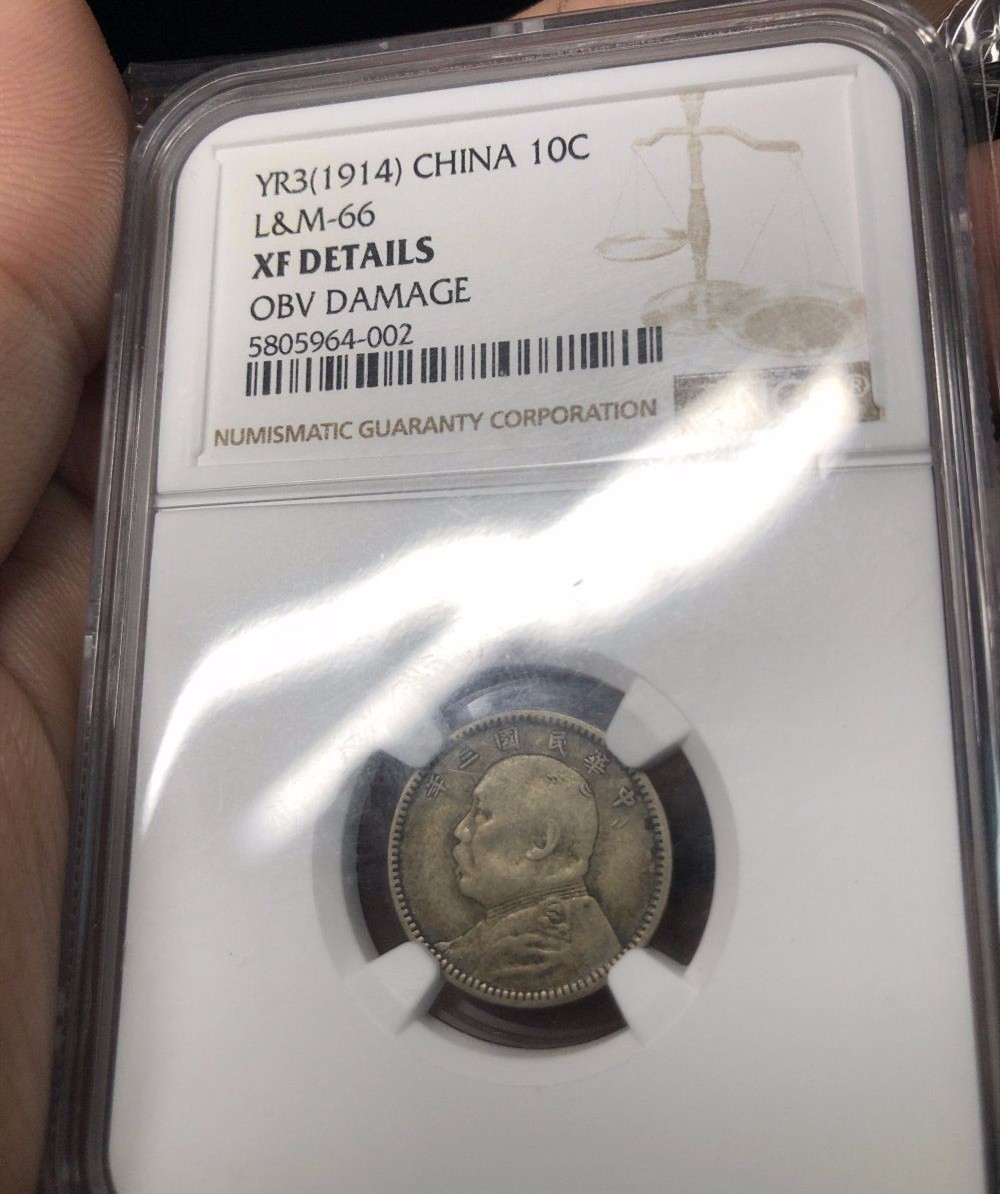 YR3(1914) CHINA 10C
L&M-66
XF DETAILS
OBV DAMAGE
5805964-002
NUMISMATIC GUARANTY CORPORATION
®
年三國民華中